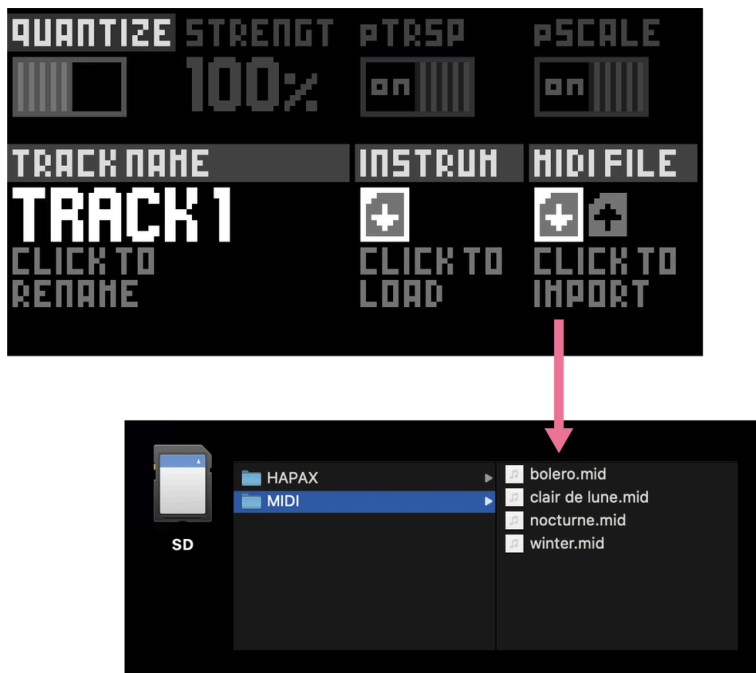 QUANTIZE STRENGT pTRSP pSCALE
100% on on
TRACK NAME INSTRUM MIDI FILE
TRACK 1
CLICK TO CLICK TO CLICK TO
RENAME LOAD IMPORT
HAPAX bolero.mid
MIDI clair de lune.mid
nocturne.mid
SD winter.mid